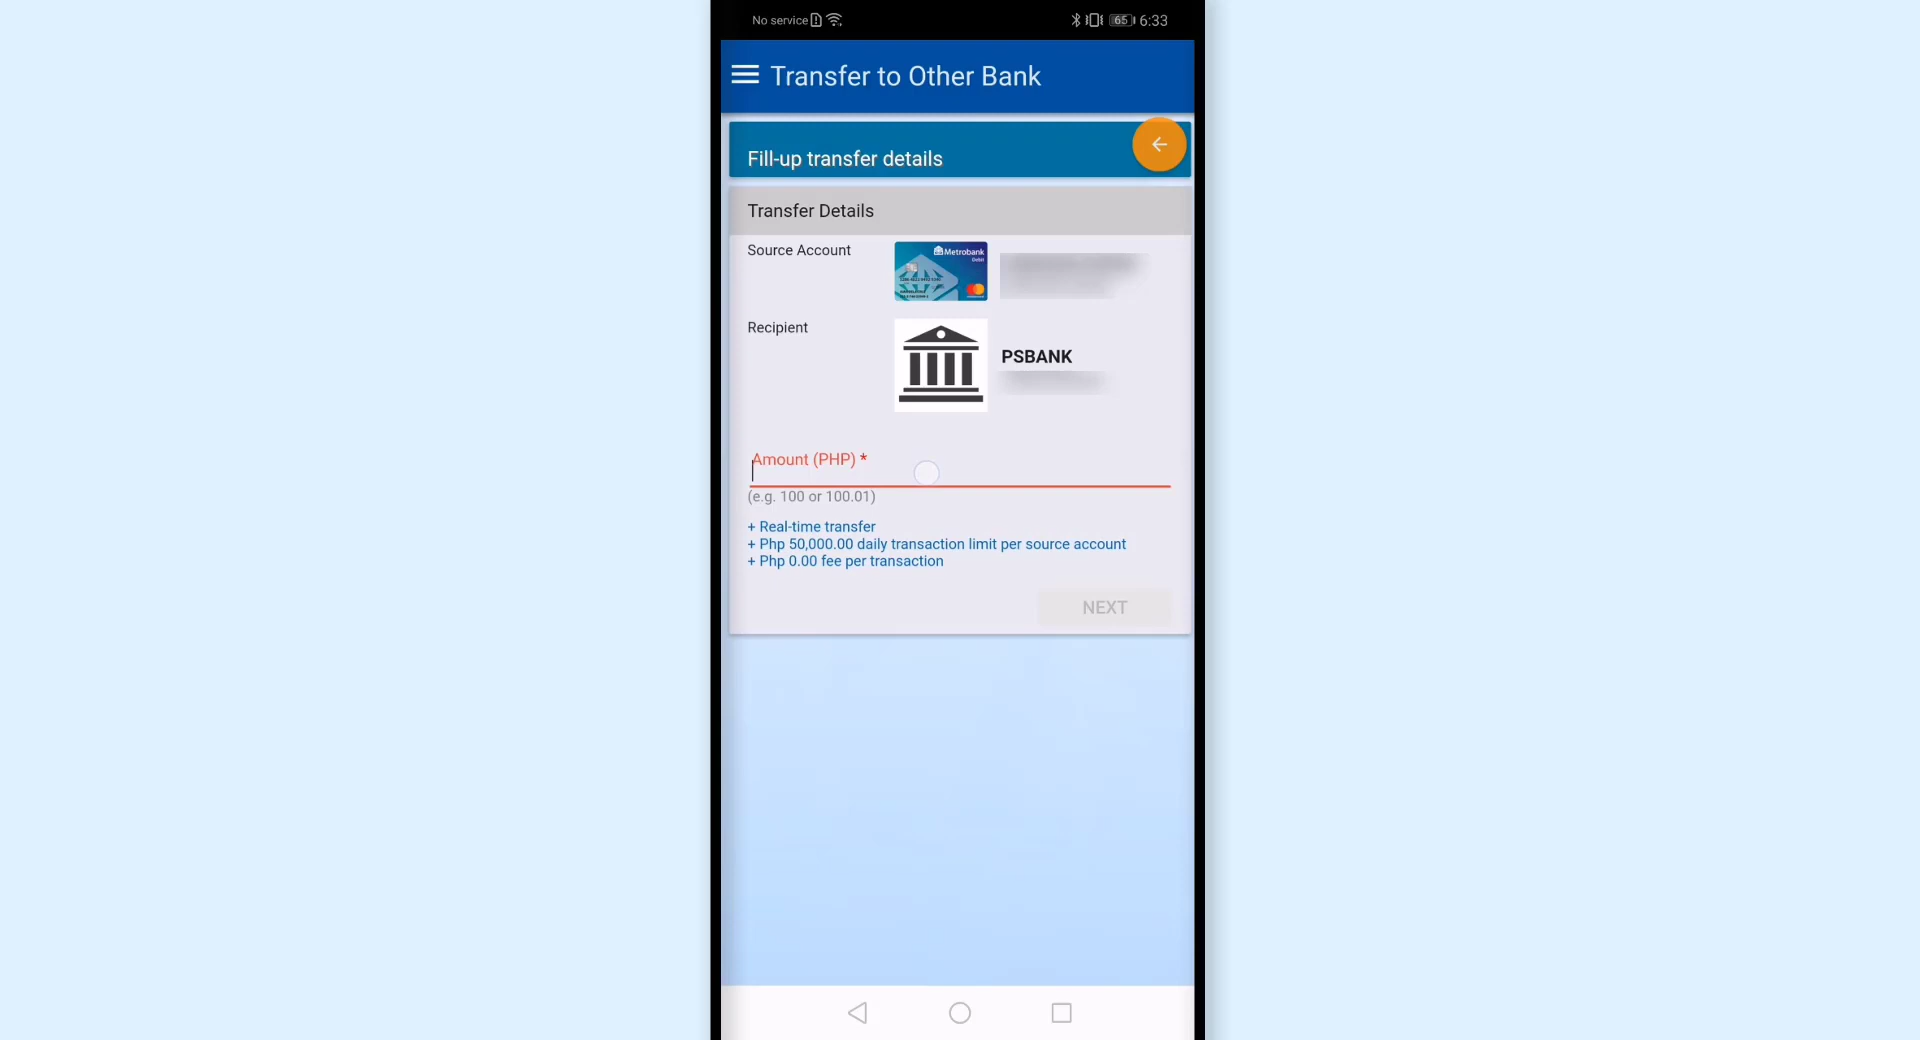 No service
65 6:33
Transfer to Other Bank
Fill-up transfer details
Transfer Details
Source Account
Metrobank
Recipient
PSBANK
Amount (PHP) *
(e.g. 100 or 100.01)
+ Real-time transfer
+ Php 50,000.00 daily transaction limit per source account
+ Php 0.00 fee per transaction
NEXT